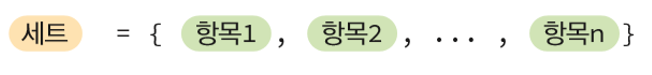 세트 = { 항목1 , 항목2 , ... , 항목n }